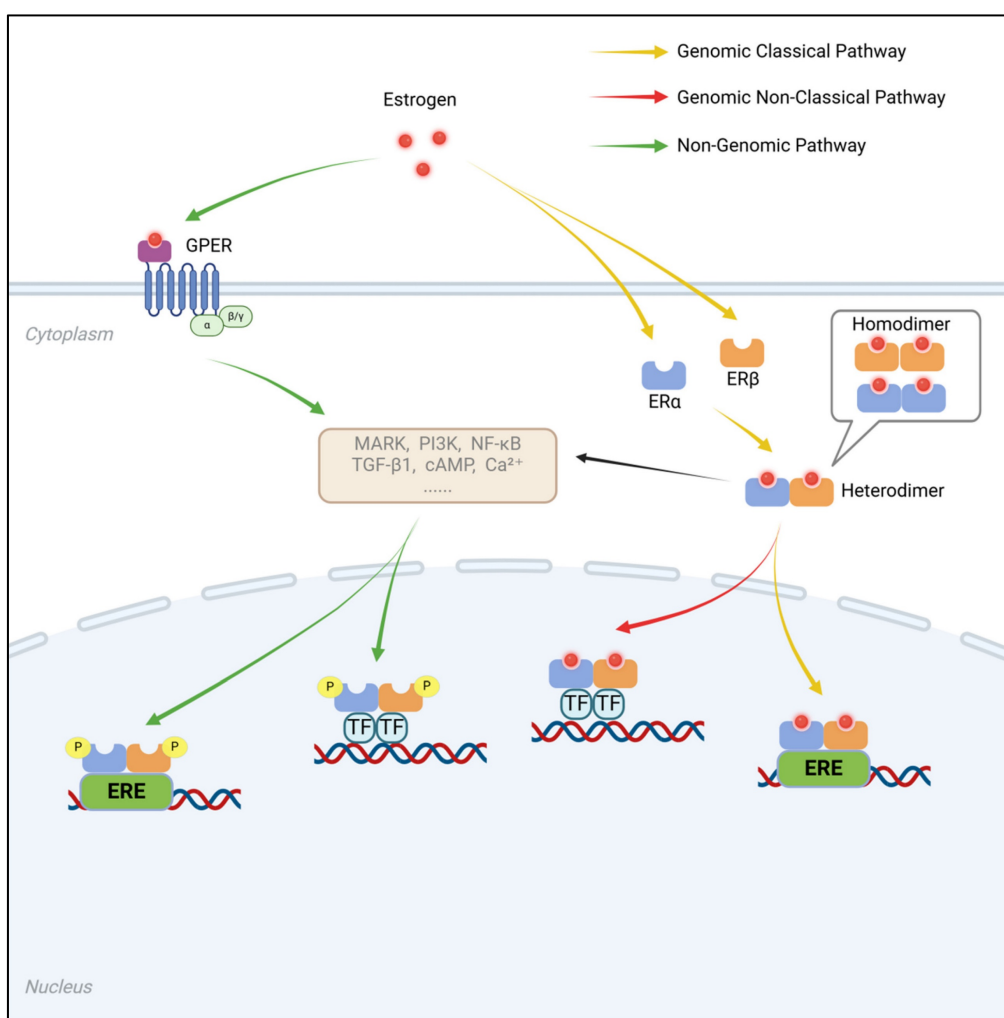 Genomic Classical Pathway
Genomic Non-Classical Pathway
Non-Genomic Pathway
Estrogen
GPER
α
β/γ
Cytoplasm
Homodimer
ERβ
ERα
MARK, PI3K, NF-κB
TGF-β1, cAMP, Ca²⁺
......
Heterodimer
P
P
TF TF
TF TF
P
P
ERE
ERE
Nucleus